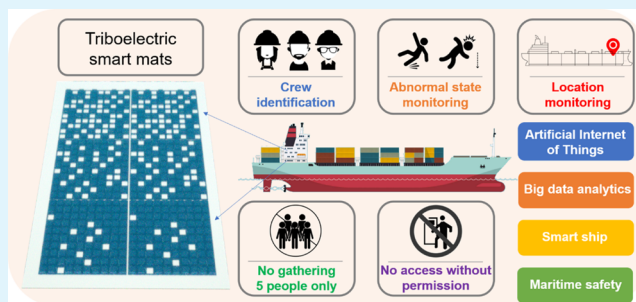 Triboelectric
smart mats
Crew
identification
Abnormal state
monitoring
Location
monitoring
Artificial Internet
of Things
Big data analytics
Smart ship
Maritime safety
No gathering
5 people only
No access without
permission